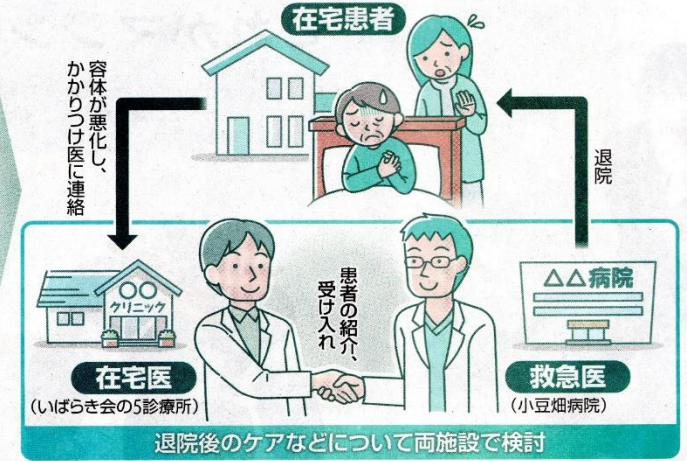 在宅患者
容体が悪化し、
かかりつけ医に連絡
退院
○○
クリニック
患者の紹介、
受け入れ
△△病院
在宅医
(いばらき会の5診療所)
救急医
(小豆畑病院)
退院後のケアなどについて両施設で検討